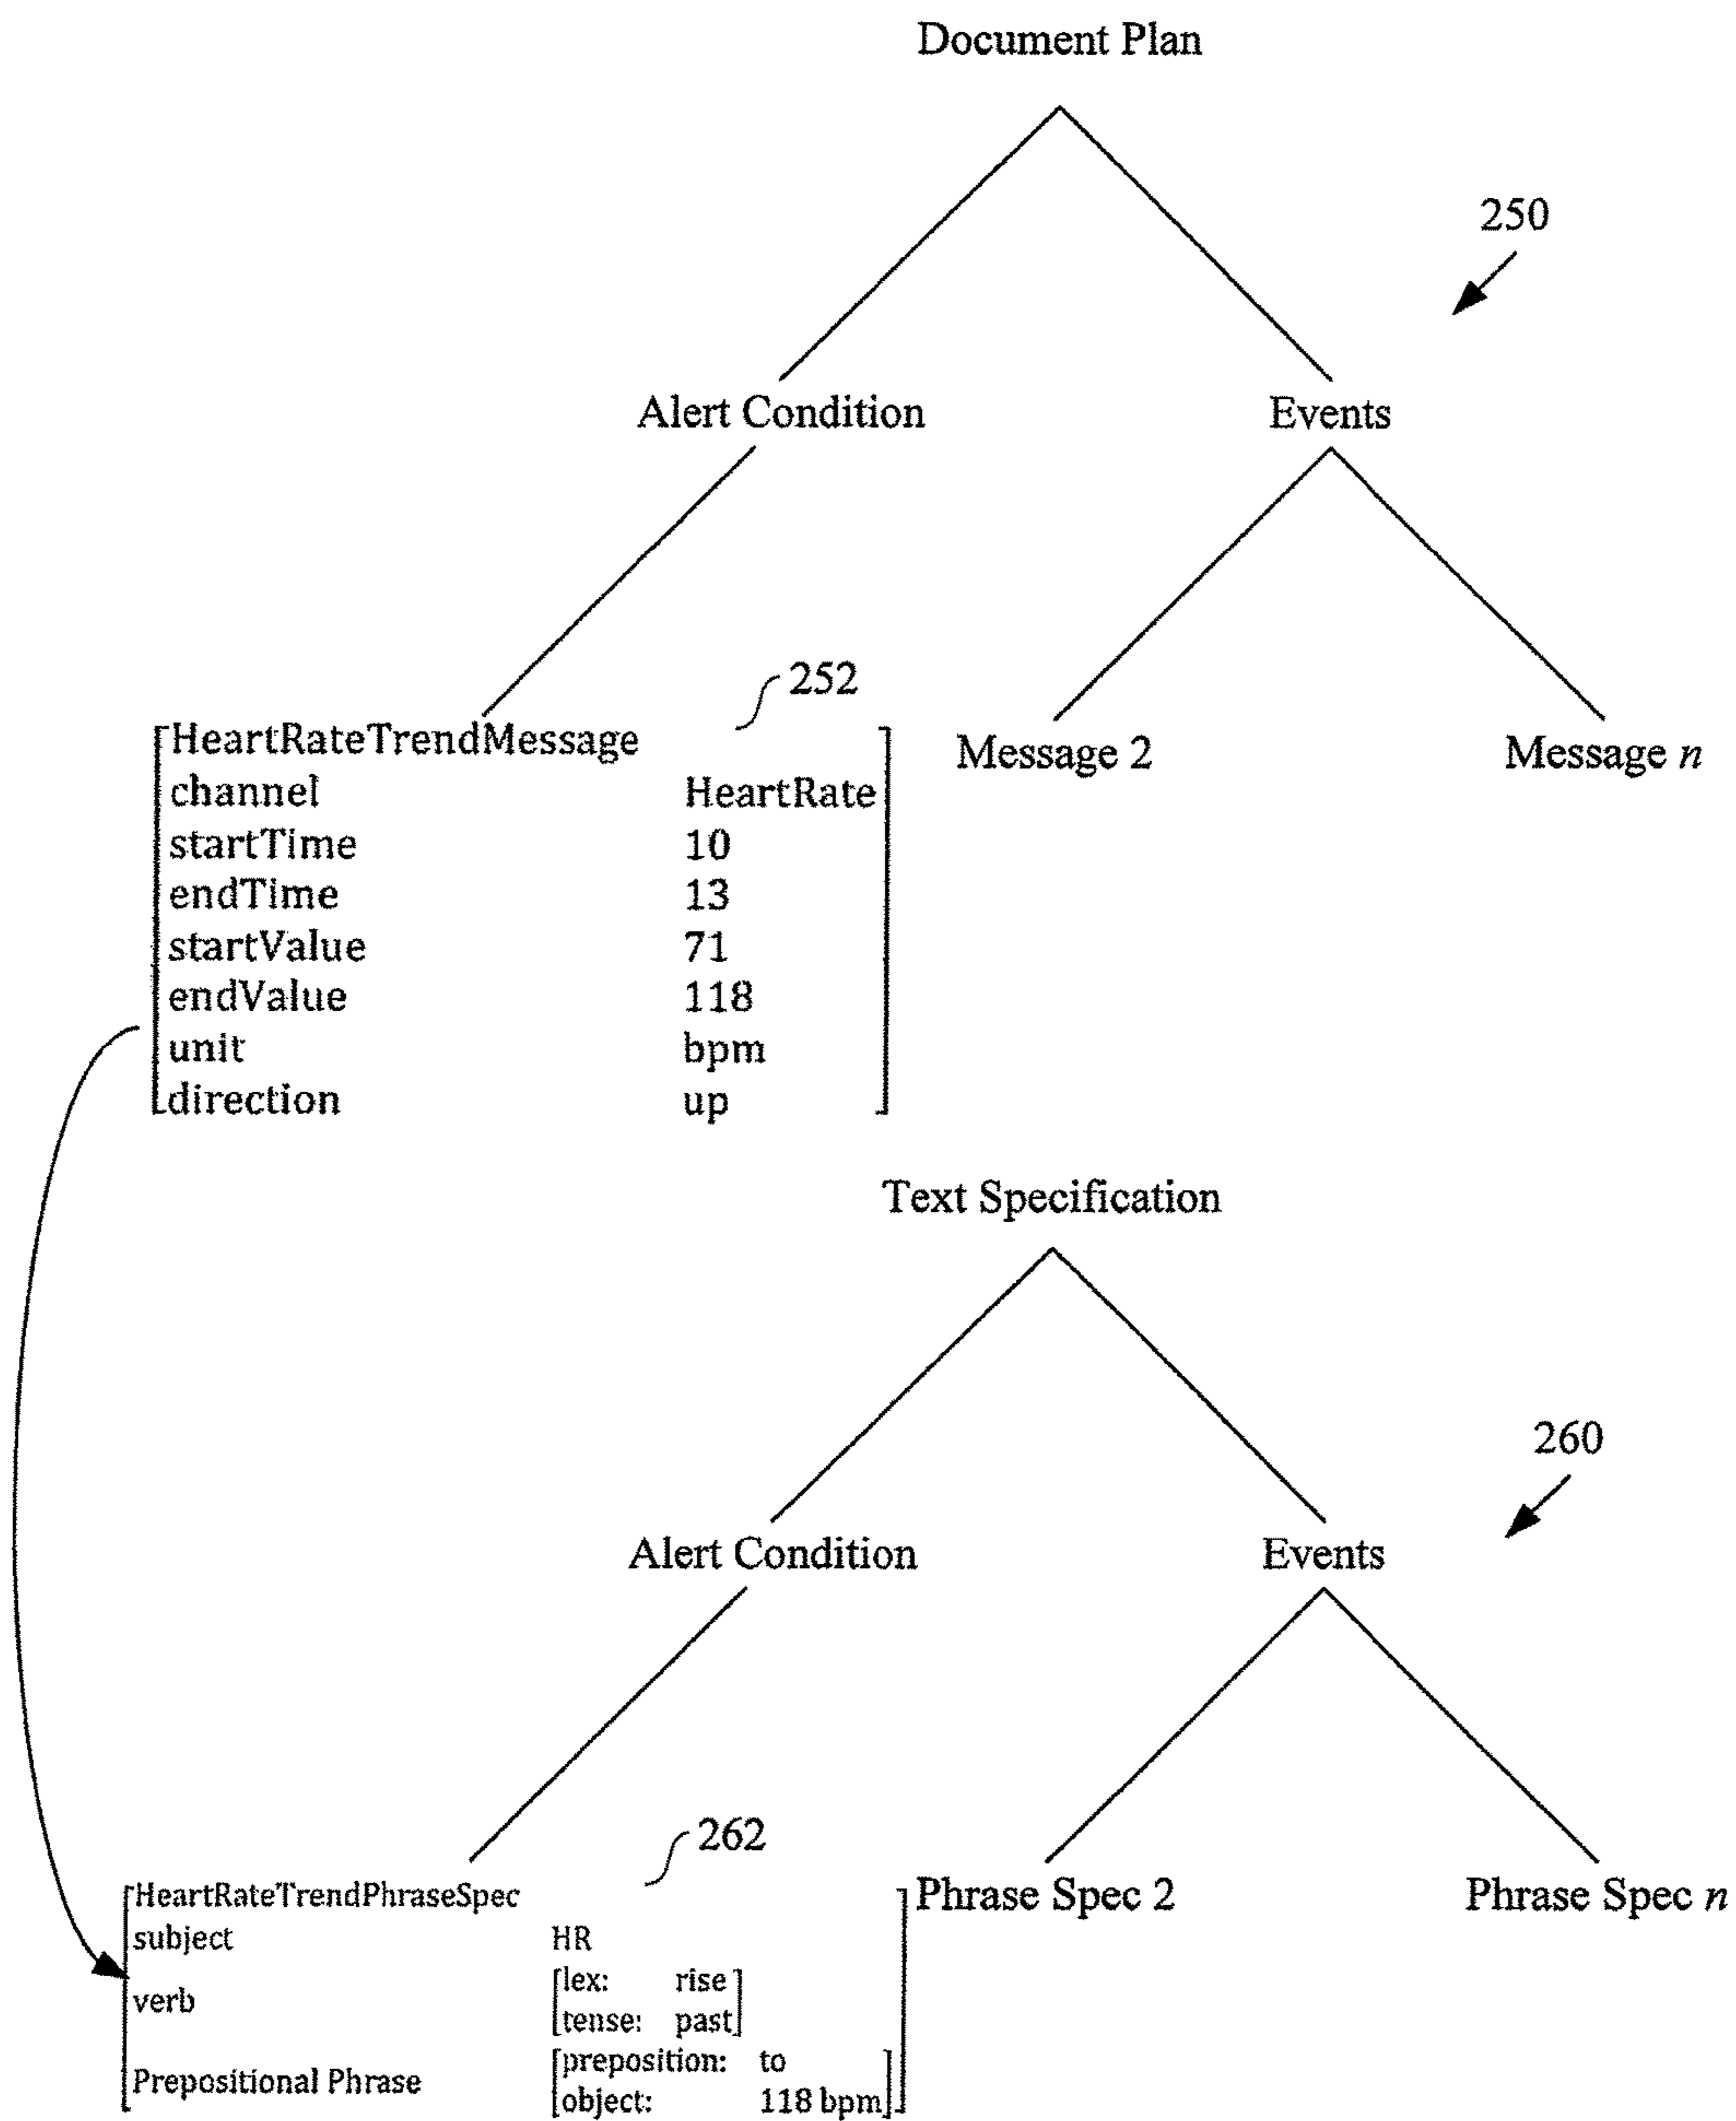 Document Plan
250
Alert Condition
Events
252
HeartRateTrendMessage
channel HeartRate
startTime 10
endTime 13
startValue 71
endValue 118
unit bpm
direction up
Message 2
Message n
Text Specification
260
Alert Condition
Events
262
HeartRateTrendPhraseSpec
subject HR
verb
lex: rise
tense: past
Prepositional Phrase
preposition: to
object: 118 bpm
Phrase Spec 2
Phrase Spec n